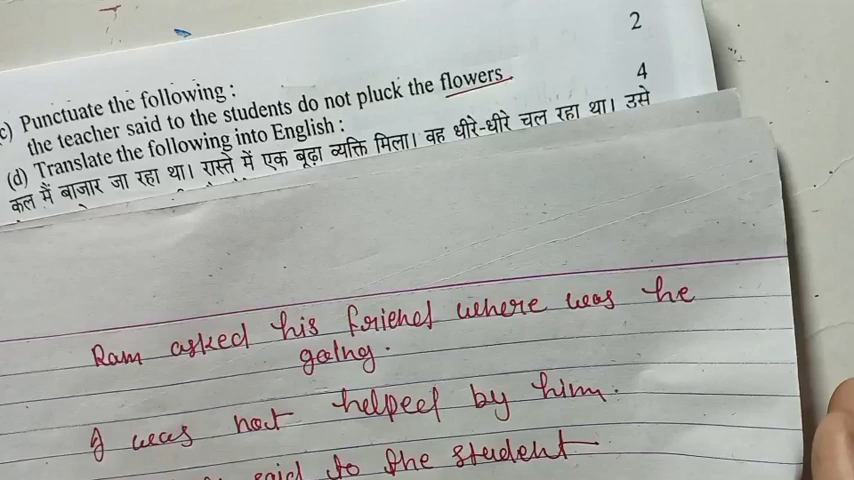 2
c) Punctuate the following :
the teacher said to the students do not pluck the flowers.
4
(d) Translate the following into English :
कल मैं बाजार जा रहा था। रास्ते में एक बूढ़ा व्यक्ति मिला। वह धीरे-धीरे चल रहा था। उसे
Ram asked his friend where was he
going.
I was not helped by him.
said to the student